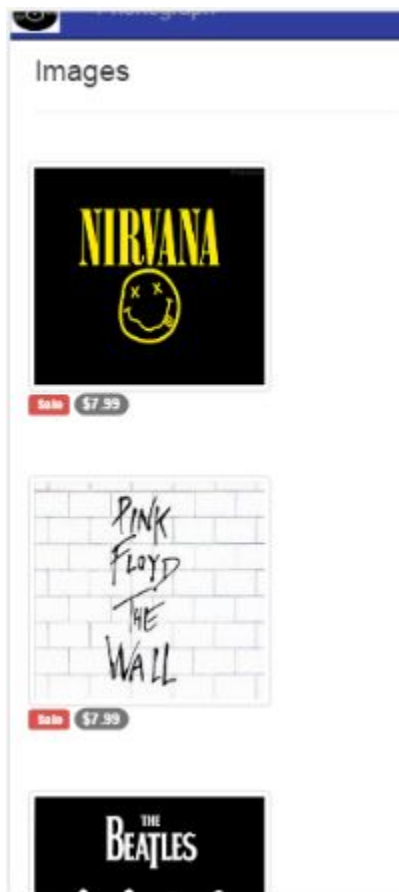 Images
NIRVANA
Sale $7.99
PINK
FLOYD
THE
WALL
Sale $7.99
THE
BEATLES